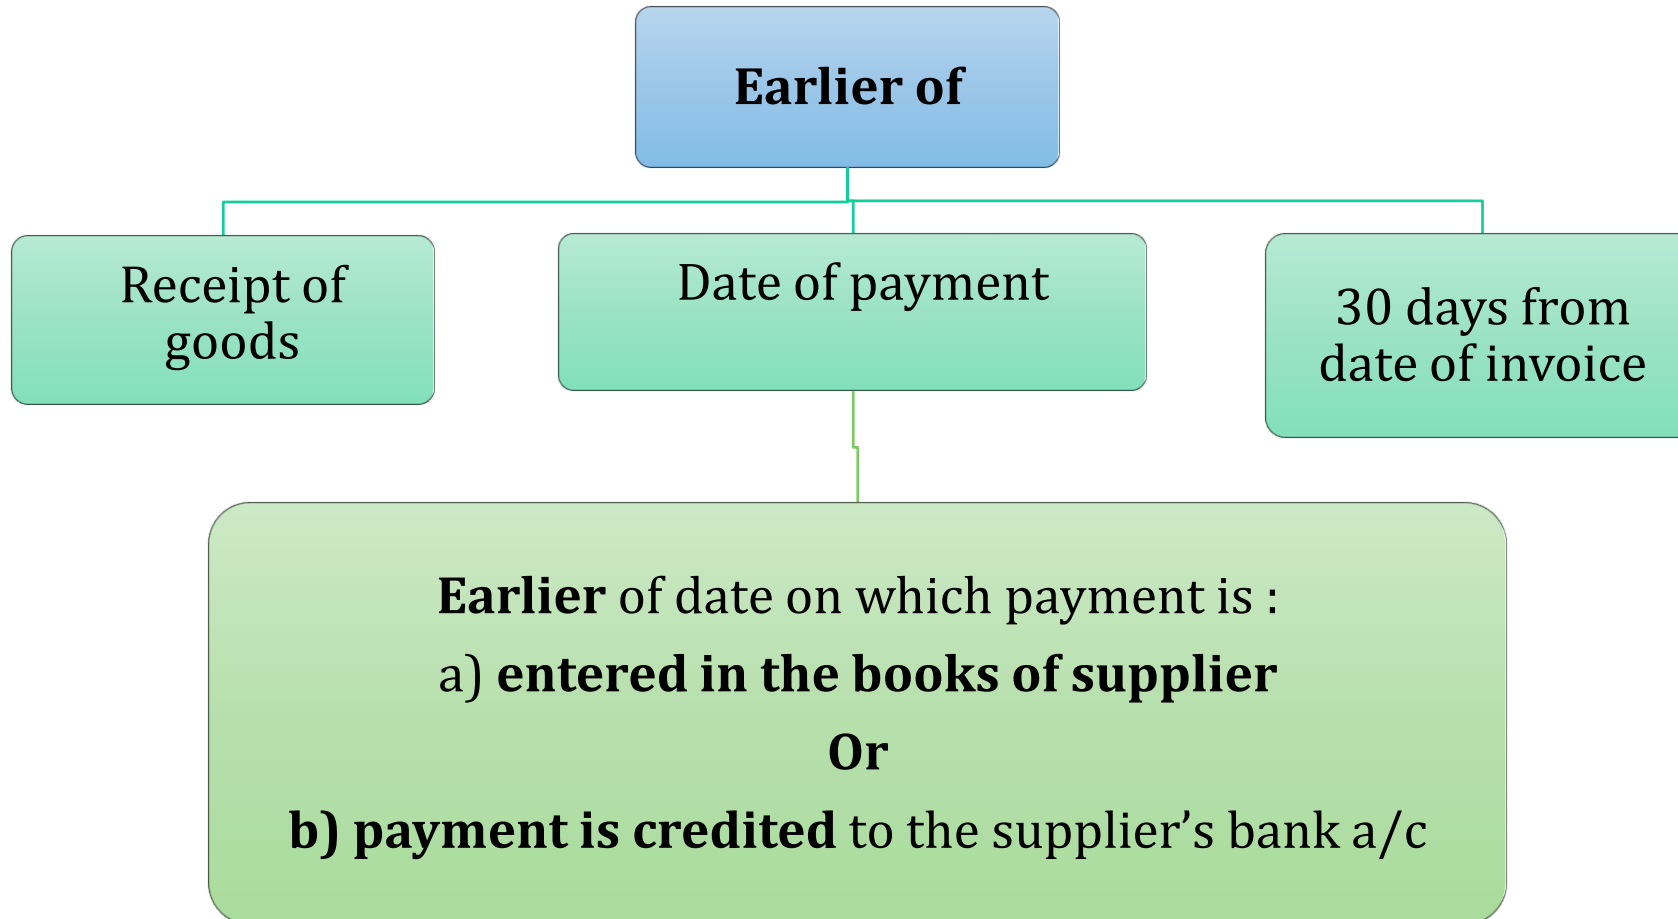 Earlier of
Receipt of
goods
Date of payment
30 days from
date of invoice
Earlier of date on which payment is :
a) entered in the books of supplier
Or
b) payment is credited to the supplier’s bank a/c